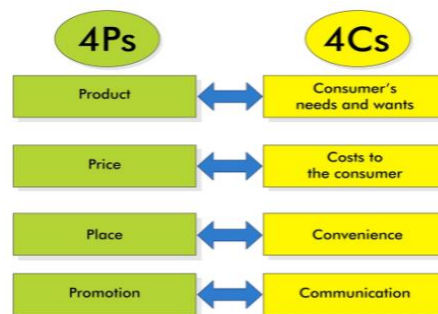 4Ps 4Cs
Product
Consumer's
needs and wants
Price
Costs to
the consumer
Place
Convenience
Promotion
Communication